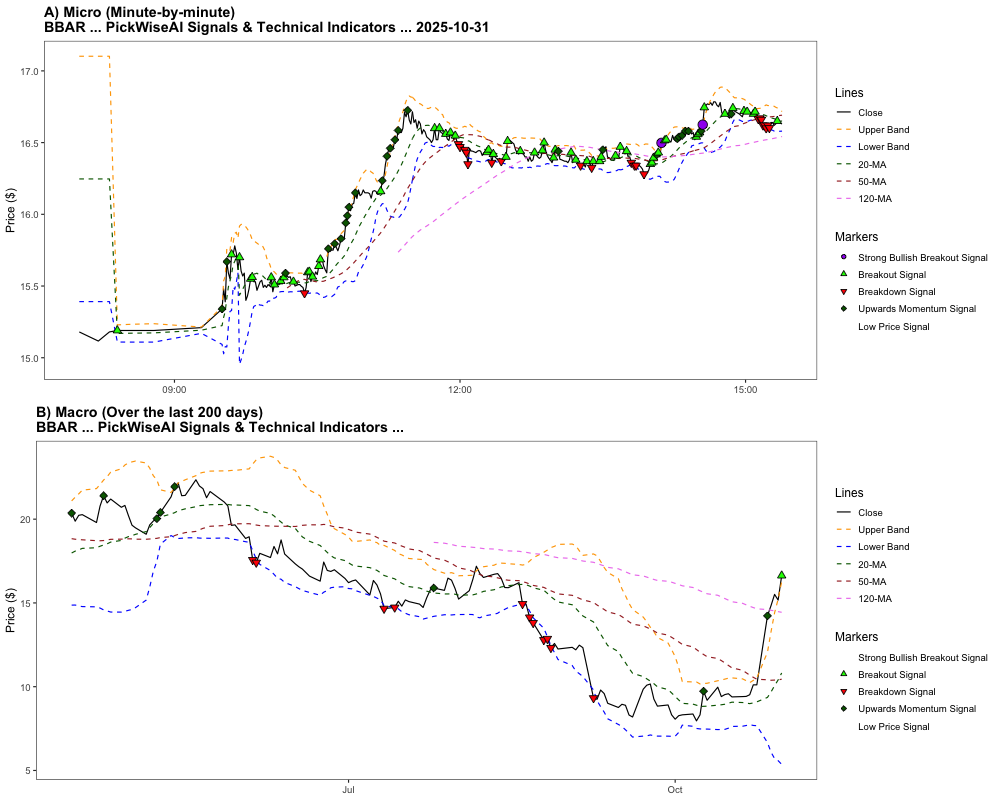 A) Micro (Minute-by-minute)
BBAR ... PickWiseAI Signals & Technical Indicators ... 2025-10-31
Price ($)
17.0
16.5
16.0
15.5
15.0
09:00
12:00
15:00
Lines
Close
Upper Band
Lower Band
20-MA
50-MA
120-MA
Markers
Strong Bullish Breakout Signal
Breakout Signal
Breakdown Signal
Upwards Momentum Signal
Low Price Signal
B) Macro (Over the last 200 days)
BBAR ... PickWiseAI Signals & Technical Indicators ...
Price ($)
20
15
10
5
Jul
Oct
Lines
Close
Upper Band
Lower Band
20-MA
50-MA
120-MA
Markers
Strong Bullish Breakout Signal
Breakout Signal
Breakdown Signal
Upwards Momentum Signal
Low Price Signal